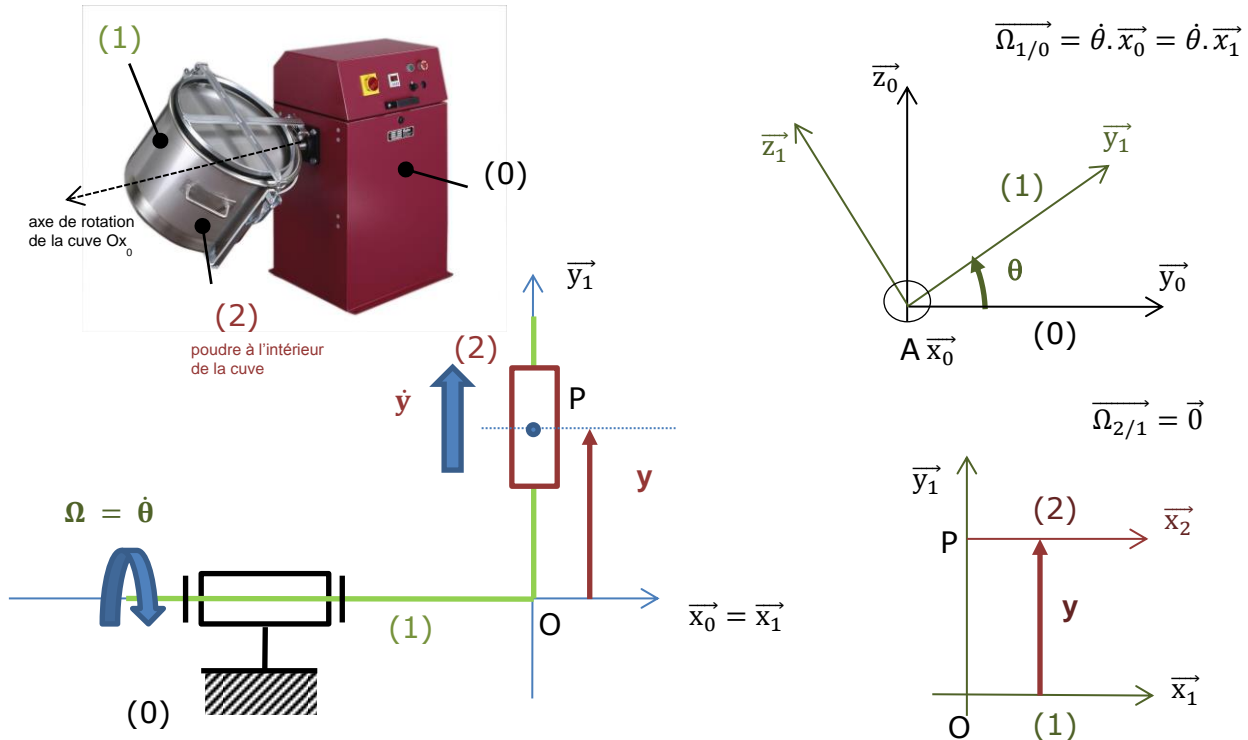 (1)
(0)
axe de rotation
de la cuve Ox₀
(2)
poudre à l'intérieur
de la cuve
y₁⃗
(2)
ẏ
P
y
Ω = θ̇
(1)
O
x₀⃗ = x₁⃗
(0)
Ω₁/₀⃗ = θ̇.x₀⃗ = θ̇.x₁⃗
z₀⃗
z₁⃗
y₁⃗
(1)
θ
y₀⃗
A x₀⃗
(0)
Ω₂/₁⃗ = 0⃗
y₁⃗
(2)
x₂⃗
P
y
x₁⃗
O
(1)